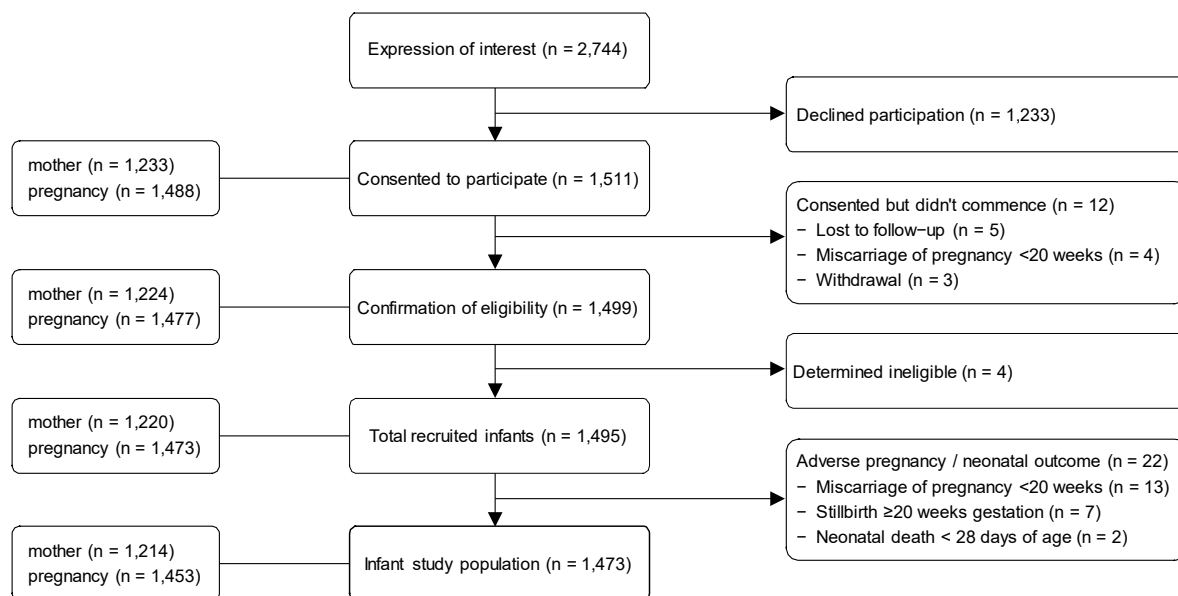 Expression of interest (n = 2,744)
Declined participation (n = 1,233)
mother (n = 1,233)
pregnancy (n = 1,488)
Consented to participate (n = 1,511)
Consented but didn't commence (n = 12)
− Lost to follow−up (n = 5)
− Miscarriage of pregnancy <20 weeks (n = 4)
− Withdrawal (n = 3)
mother (n = 1,224)
pregnancy (n = 1,477)
Confirmation of eligibility (n = 1,499)
Determined ineligible (n = 4)
mother (n = 1,220)
pregnancy (n = 1,473)
Total recruited infants (n = 1,495)
Adverse pregnancy / neonatal outcome (n = 22)
− Miscarriage of pregnancy <20 weeks (n = 13)
− Stillbirth ≥20 weeks gestation (n = 7)
− Neonatal death < 28 days of age (n = 2)
mother (n = 1,214)
pregnancy (n = 1,453)
Infant study population (n = 1,473)